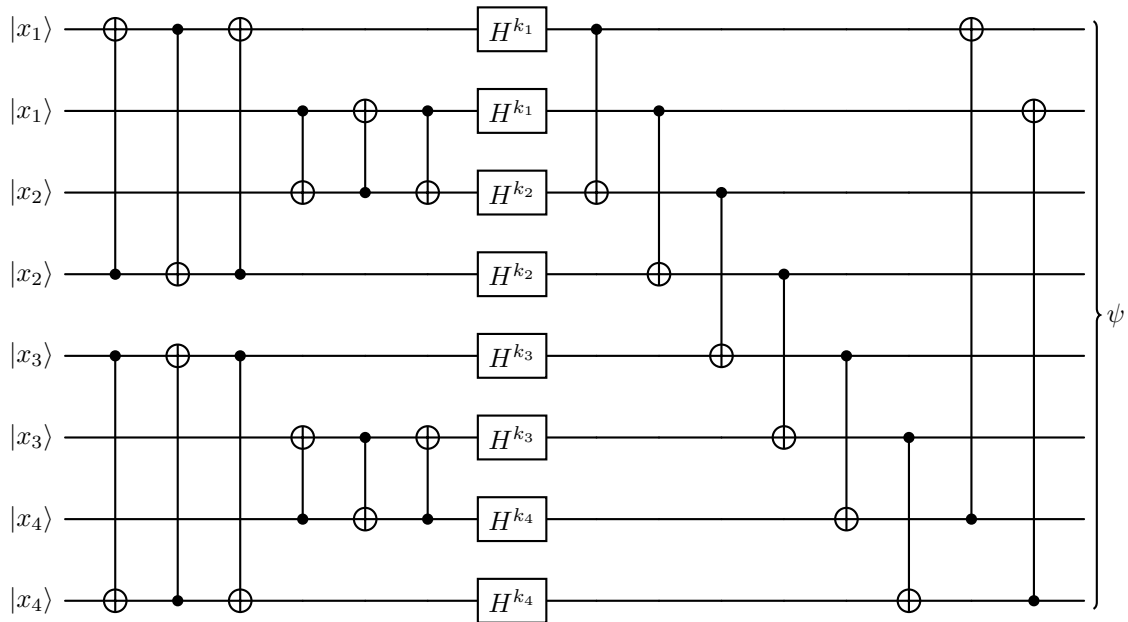 |x₁⟩ H^{k₁}
|x₁⟩ H^{k₁}
|x₂⟩ H^{k₂}
|x₂⟩ H^{k₂}
|x₃⟩ H^{k₃}
|x₃⟩ H^{k₃}
|x₄⟩ H^{k₄}
|x₄⟩ H^{k₄}
ψ